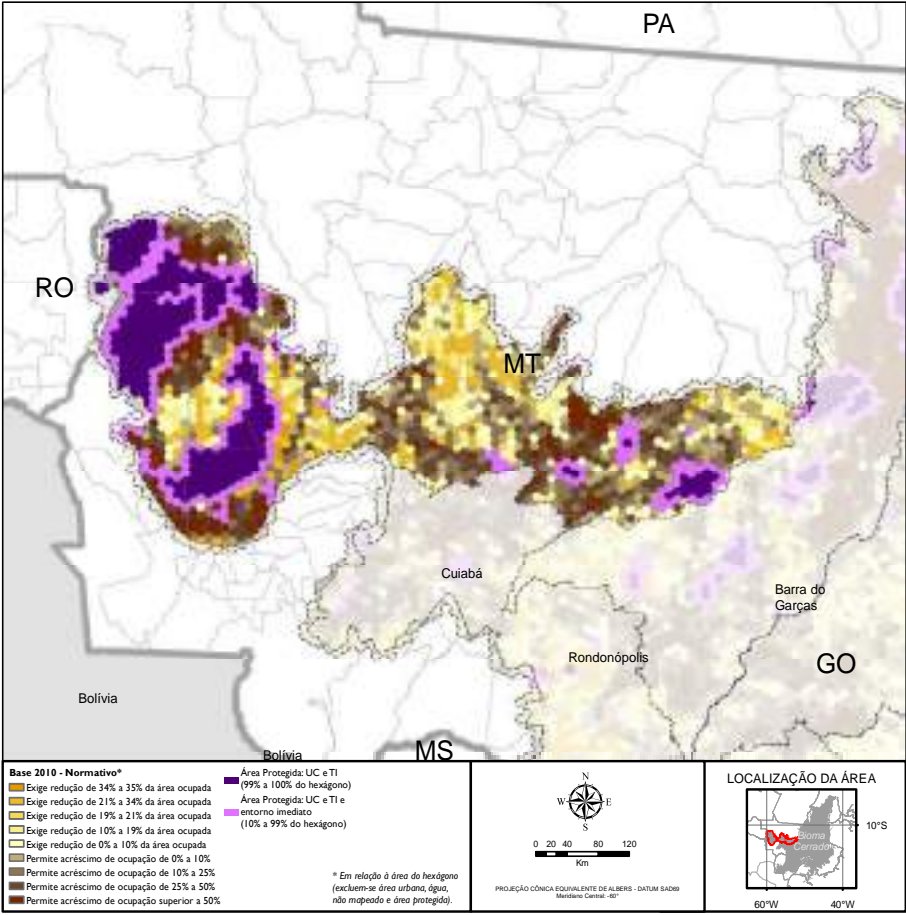 PA
RO
MT
Cuiabá
Barra do
Garças
Rondonópolis
GO
Bolívia
Bolívia
MS
Base 2010 - Normativo*
Exige redução de 34% a 35% da área ocupada
Exige redução de 21% a 34% da área ocupada
Exige redução de 19% a 21% da área ocupada
Exige redução de 10% a 19% da área ocupada
Exige redução de 0% a 10% da área ocupada
Permite acréscimo de ocupação de 0% a 10%
Permite acréscimo de ocupação de 10% a 25%
Permite acréscimo de ocupação de 25% a 50%
Permite acréscimo de ocupação superior a 50%
Área Protegida: UC e TI
(99% a 100% do hexágono)
Área Protegida: UC e TI e
entorno imediato
(10% a 99% do hexágono)
* Em relação à área do hexágono
(excluem-se área urbana, água,
não mapeado e área protegida).
N
W E
S
0 20 40 80 120
Km
PROJEÇÃO CÔNICA EQUIVALENTE DE ALBERS - DATUM SAD69
Meridiano Central: -60°
LOCALIZAÇÃO DA ÁREA
10°S
Bioma
Cerrado
60°W 40°W